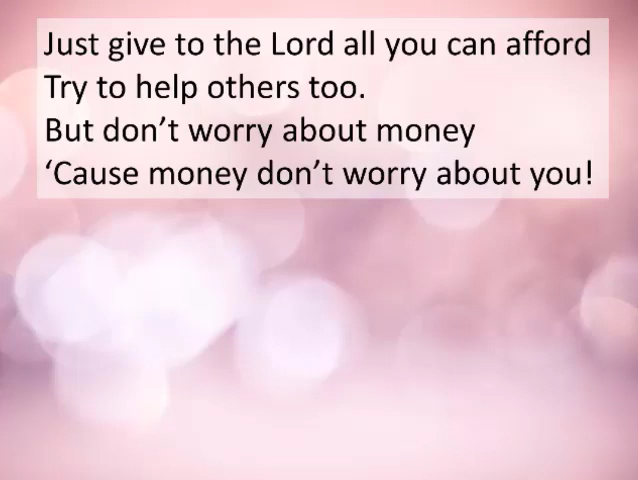 Just give to the Lord all you can afford
Try to help others too.
But don’t worry about money
‘Cause money don’t worry about you!